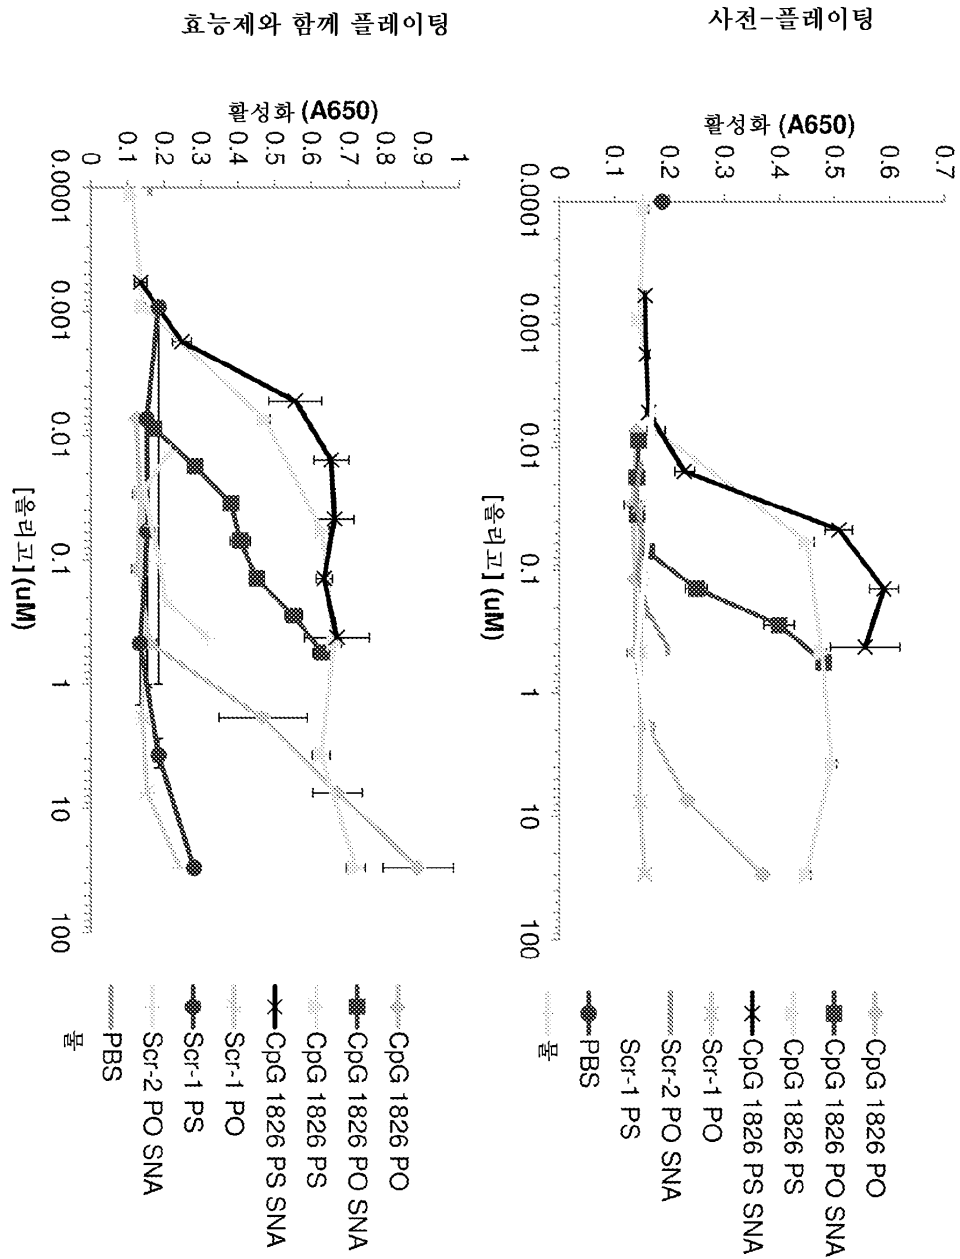 사전-플레이팅
활성화 (A650)
0.7
0.6
0.5
0.4
0.3
0.2
0.1
0
0.0001
0.001
0.01
0.1
1
10
100
[올리고] (uM)
CpG 1826 PO
CpG 1826 PO SNA
CpG 1826 PS
CpG 1826 PS SNA
Scr-1 PO
Scr-2 PO SNA
Scr-1 PS
PBS
물
효능제와 함께 플레이팅
활성화 (A650)
1
0.9
0.8
0.7
0.6
0.5
0.4
0.3
0.2
0.1
0
0.0001
0.001
0.01
0.1
1
10
100
[올리고] (uM)
CpG 1826 PO
CpG 1826 PO SNA
CpG 1826 PS
CpG 1826 PS SNA
Scr-1 PO
Scr-1 PS
Scr-2 PO SNA
PBS
물